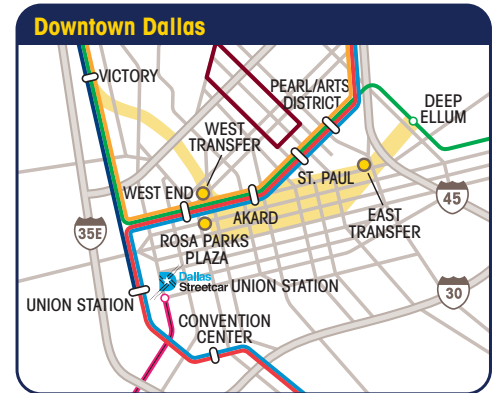 Downtown Dallas
VICTORY
PEARL/ARTS
DISTRICT
DEEP
ELLUM
WEST
TRANSFER
ST. PAUL
WEST END
AKARD
45
EAST
TRANSFER
35E
ROSA PARKS
PLAZA
Dallas
Streetcar UNION STATION
UNION STATION
30
CONVENTION
CENTER